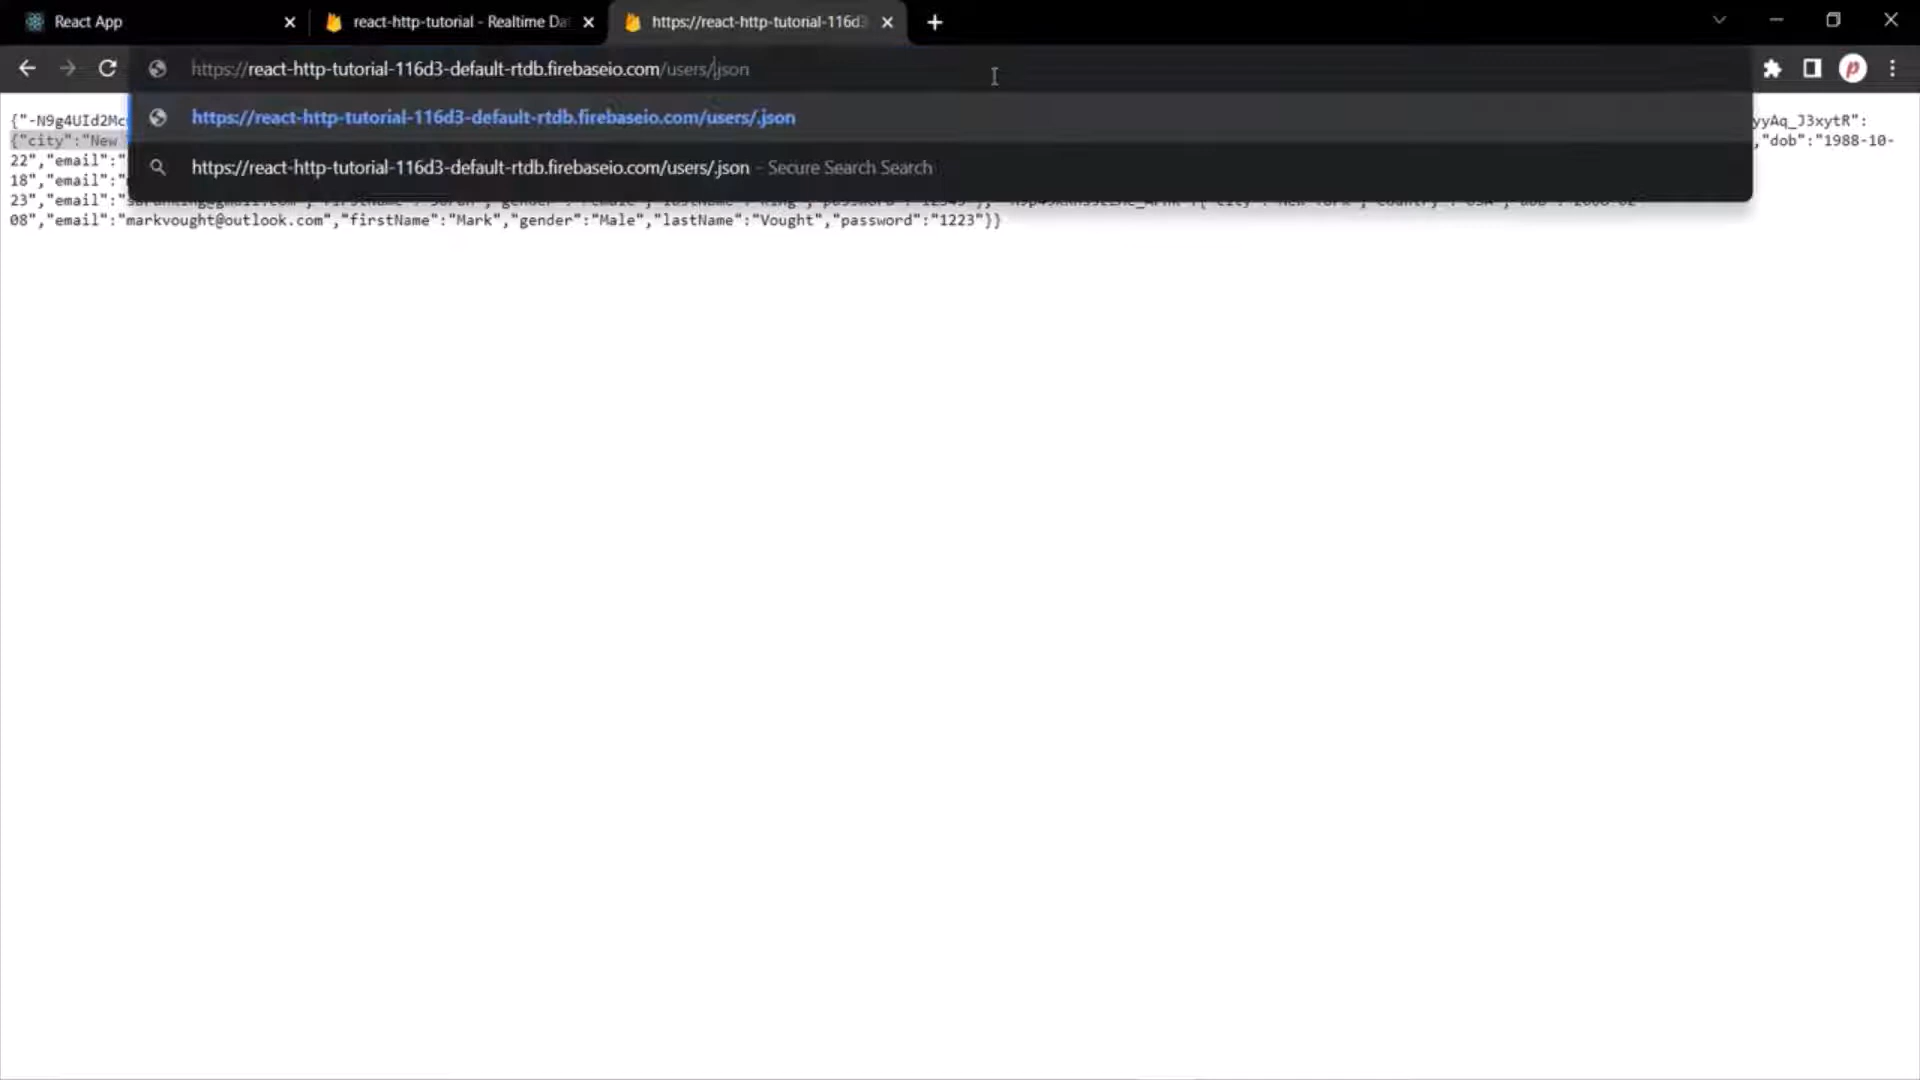 React App
react-http-tutorial - Realtime Da
https://react-http-tutorial-116d3
https://react-http-tutorial-116d3-default-rtdb.firebaseio.com/users/.json
https://react-http-tutorial-116d3-default-rtdb.firebaseio.com/users/.json
https://react-http-tutorial-116d3-default-rtdb.firebaseio.com/users/.json - Secure Search Search
{"-N9g4UId2Mc yyAq_J3xytR":
{"city":"New ,"dob":"1988-10-
22","email":"
18","email":"
23","email":"
08","email":"markvought@outlook.com","firstName":"Mark","gender":"Male","lastName":"Vought","password":"1223"}}